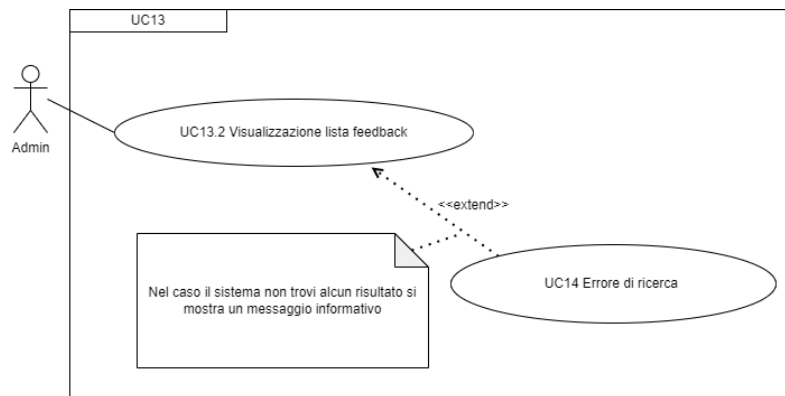 UC13
Admin
UC13.2 Visualizzazione lista feedback
<<extend>>
Nel caso il sistema non trovi alcun risultato si
mostra un messaggio informativo
UC14 Errore di ricerca